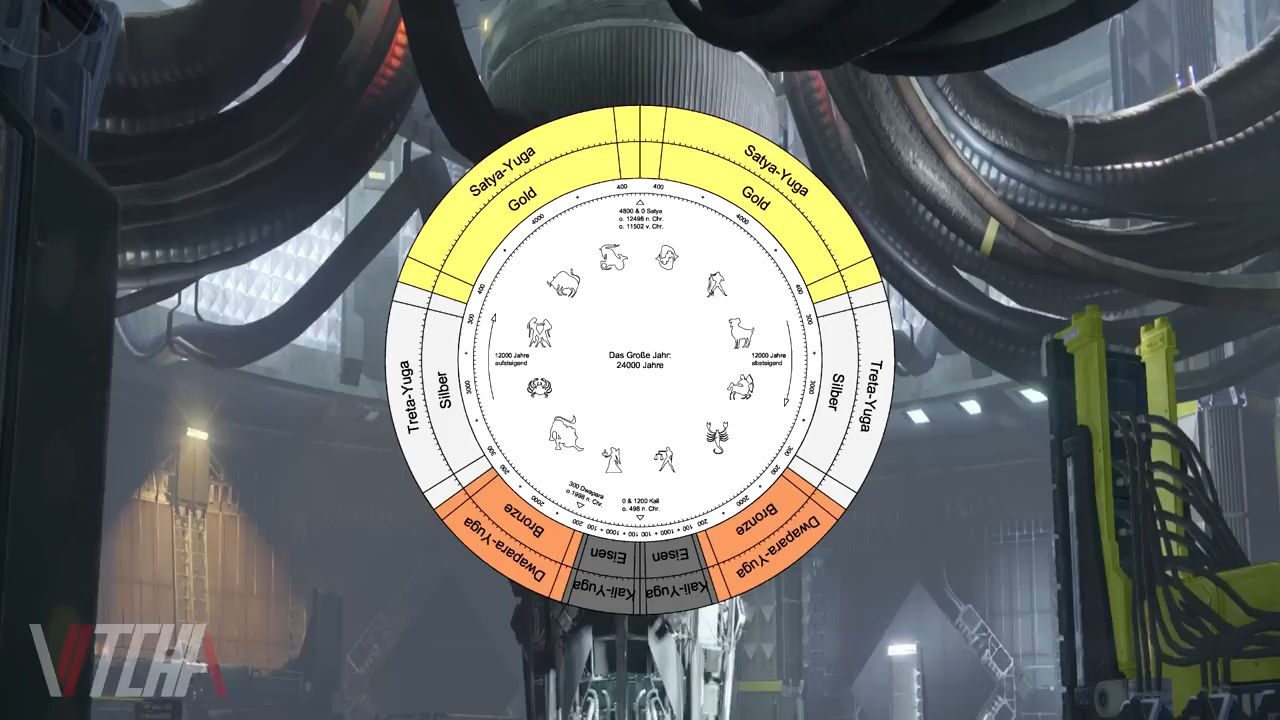 Satya-Yuga
Satya-Yuga
Gold
Gold
400
400
4000
4000
4800 & 0 Satya
o. 12498 n. Chr.
o. 11502 v. Chr.
400
400
300
300
12000 Jahre
aufsteigend
Das Große Jahr:
24000 Jahre
12000 Jahre
absteigend
Treta-Yuga
Silber
3000
3000
Silber
Treta-Yuga
300
300
200
200
300 Dwapara
o.1998 n. Chr.
0 & 1200 Kali
o. 498 n. Chr.
2000
2000
200
100
1000
100
100
1000
100
200
Bronze
Bronze
Dwapara-Yuga
Dwapara-Yuga
Eisen
Eisen
Kali-Yuga
Kali-Yuga
VITCHA